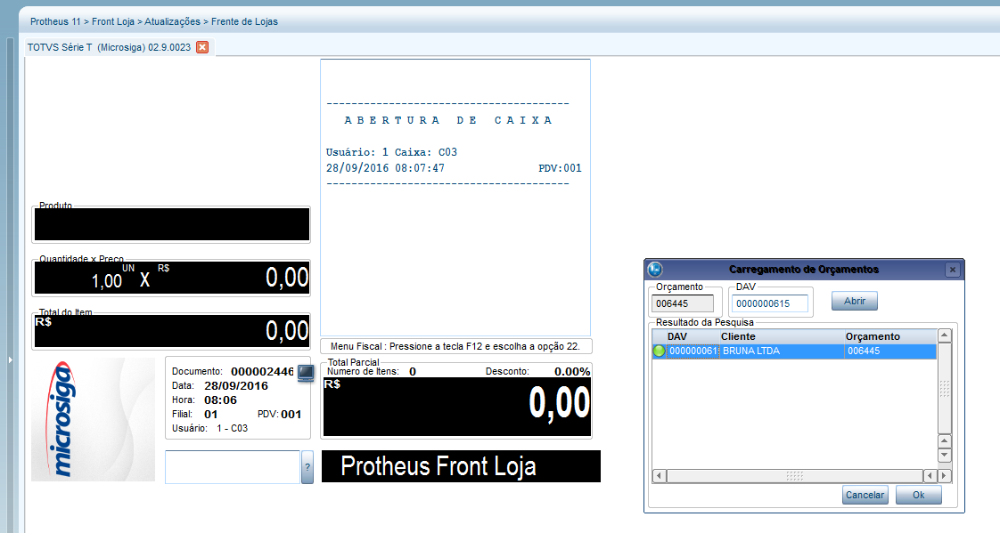 Protheus 11 > Front Loja > Atualizações > Frente de Lojas
TOTVS Série T (Microsiga) 02.9.0023
------------------------------------
A B E R T U R A   D E   C A I X A
Usuário: 1 Caixa: C03
28/09/2016 08:07:47 PDV:001
------------------------------------
Produto
Quantidade x Preço
1,00 UN X R$ 0,00
Total do Item
R$ 0,00
Menu Fiscal : Pressione a tecla F12 e escolha a opção 22.
microsiga
Documento: 000002446
Data: 28/09/2016
Hora: 08:06
Filial: 01 PDV: 001
Usuário: 1 - C03
?
Total Parcial
Numero de Itens: 0 Desconto: 0.00%
R$
0,00
Protheus Front Loja
Carregamento de Orçamentos
Orçamento DAV
006445 0000000615 Abrir
Resultado da Pesquisa
DAV Cliente Orçamento
000000061 BRUNA LTDA 006445
Cancelar Ok